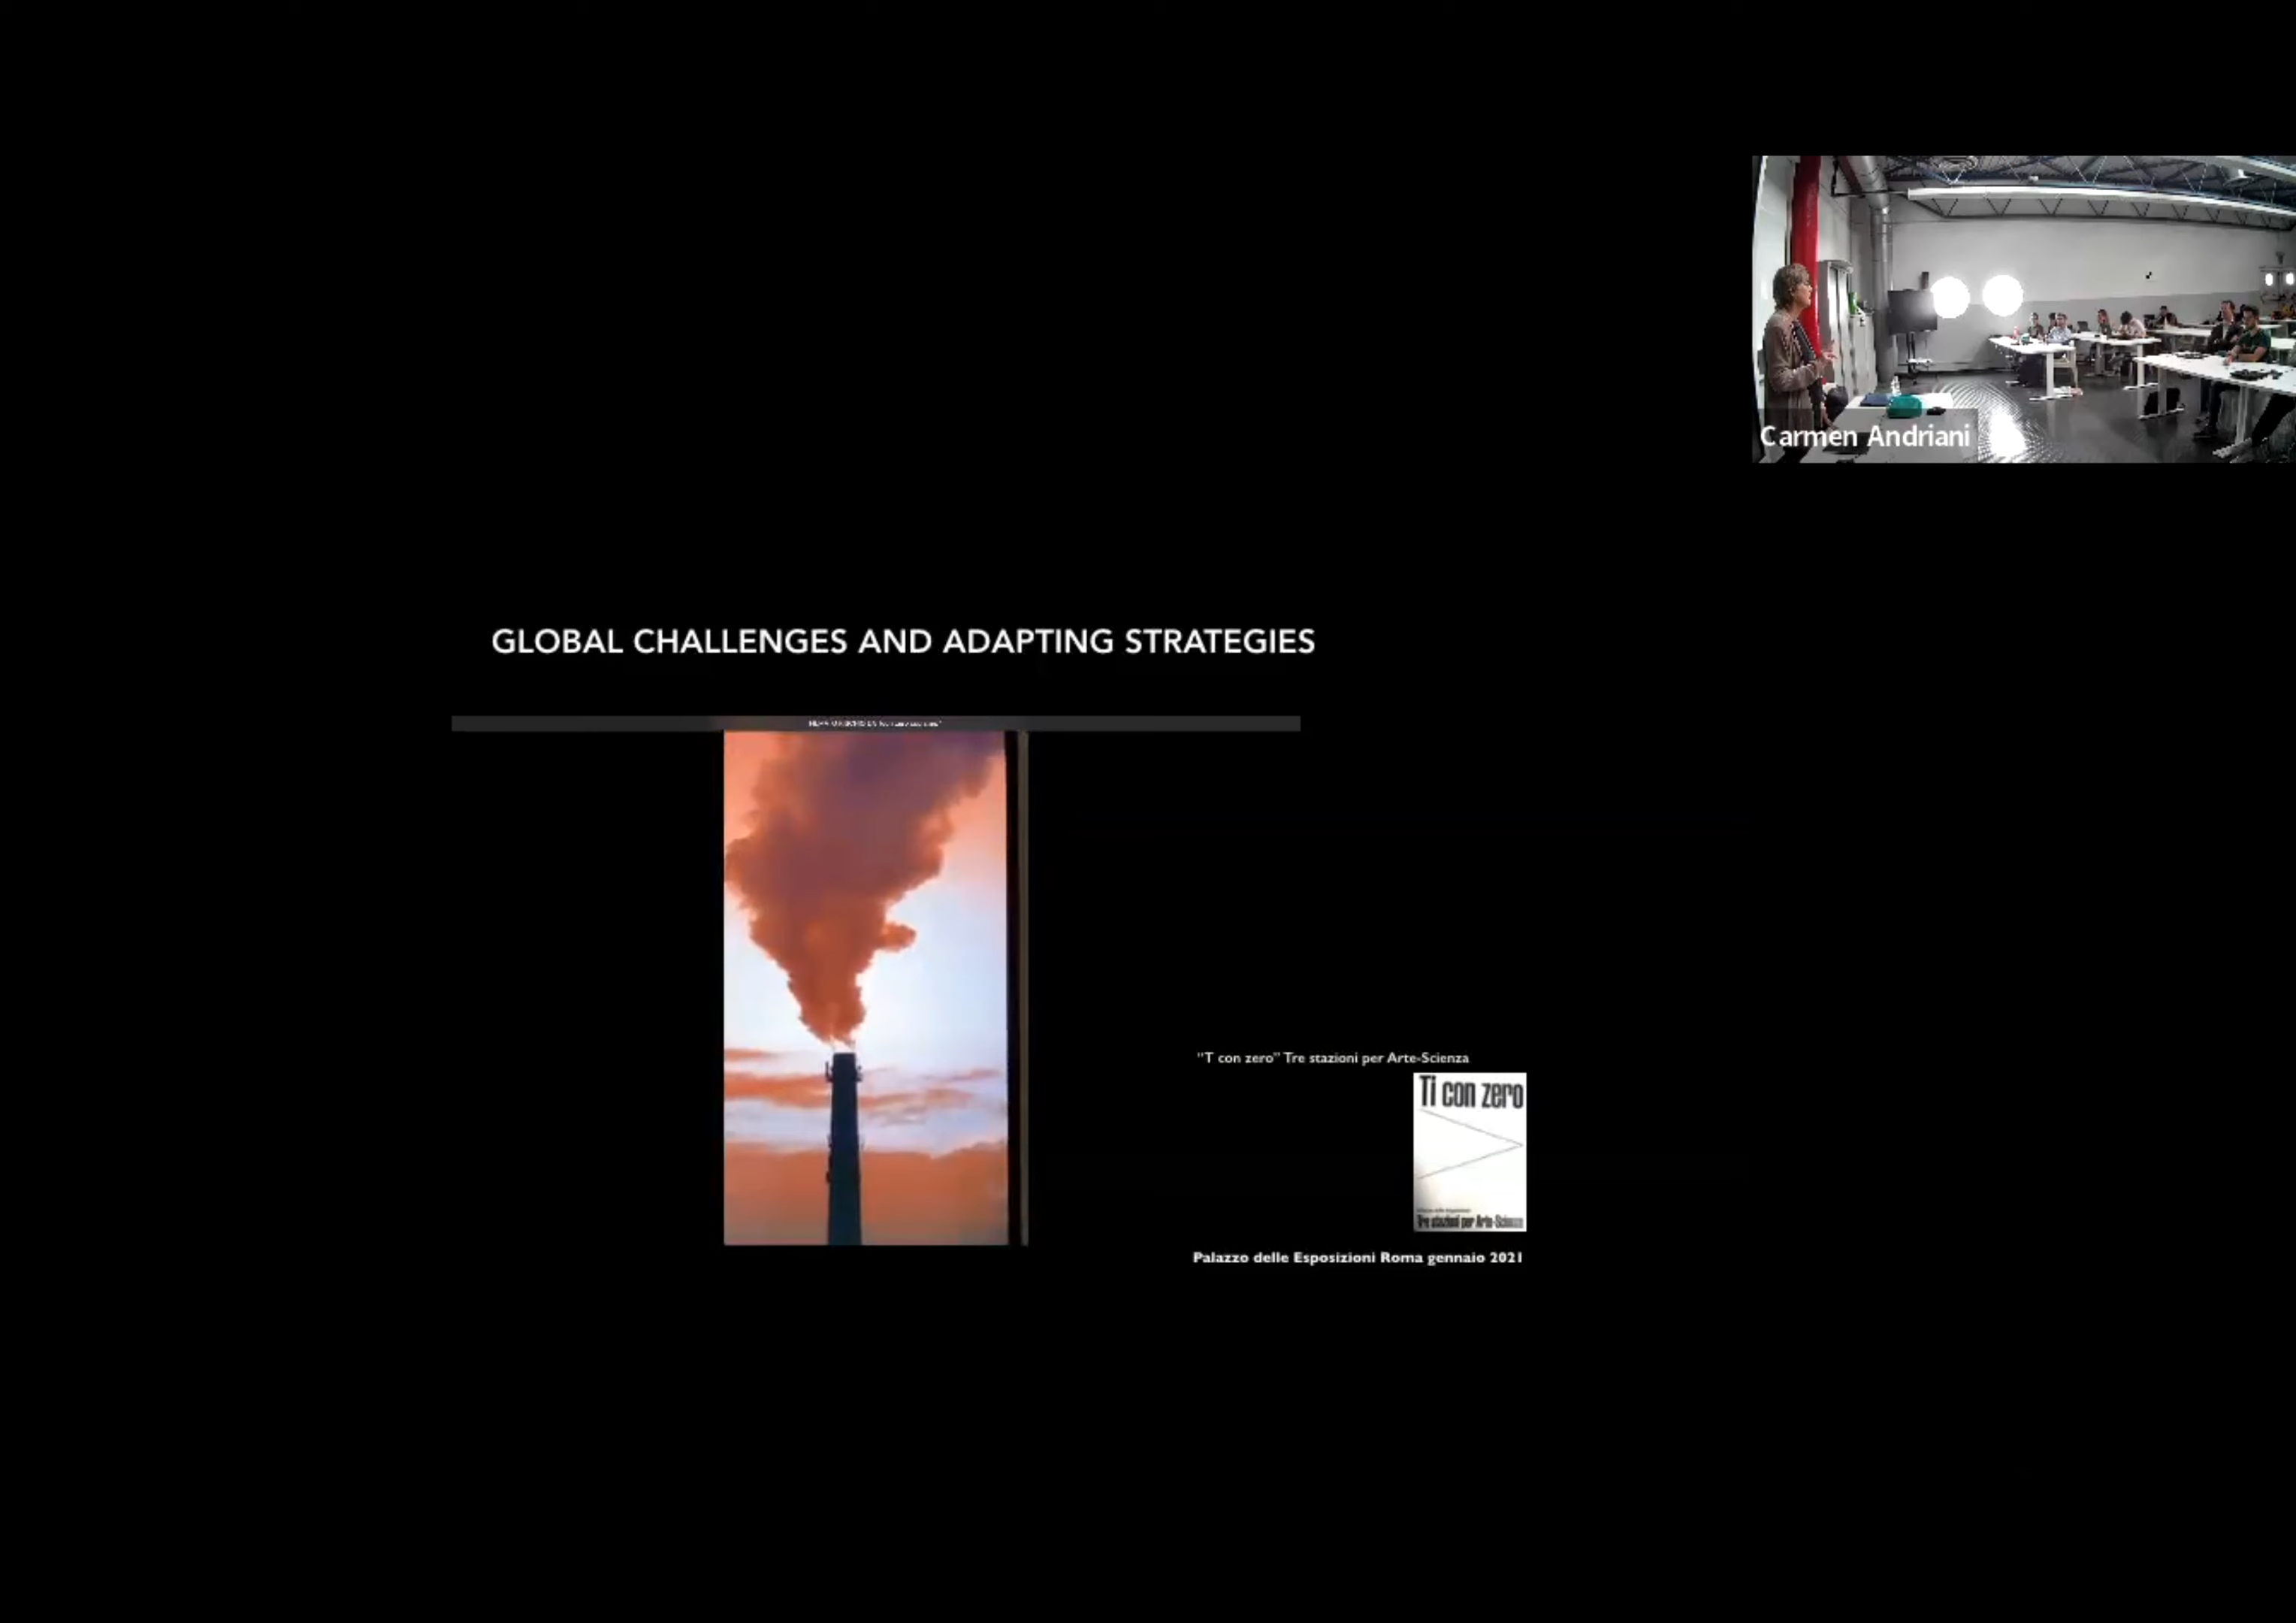 Carmen Andriani
GLOBAL CHALLENGES AND ADAPTING STRATEGIES
"T con zero" Tre stazioni per Arte-Scienza
Ti con zero
Tre stazioni per Arte-Scienza
Palazzo delle Esposizioni Roma gennaio 2021